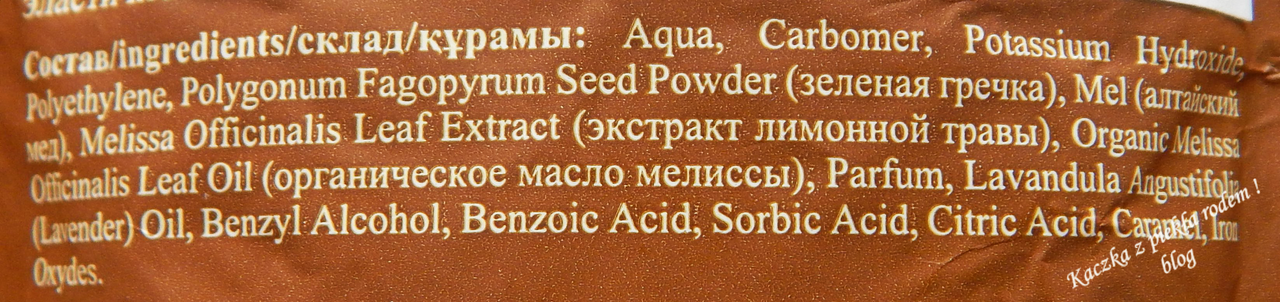 Состав/ingredients/склад/құрамы: Aqua, Carbomer, Potassium Hydroxide,
Polyethylene, Polygonum Fagopyrum Seed Powder (зеленая гречка), Mel (алтайский
мед), Melissa Officinalis Leaf Extract (экстракт лимонной травы), Organic Melissa
Officinalis Leaf Oil (органическое масло мелиссы), Parfum, Lavandula Angustifolia
(Lavender) Oil, Benzyl Alcohol, Benzoic Acid, Sorbic Acid, Citric Acid, Caramel, Iron
Oxydes.
Kaczka z piekła rodem !
blog